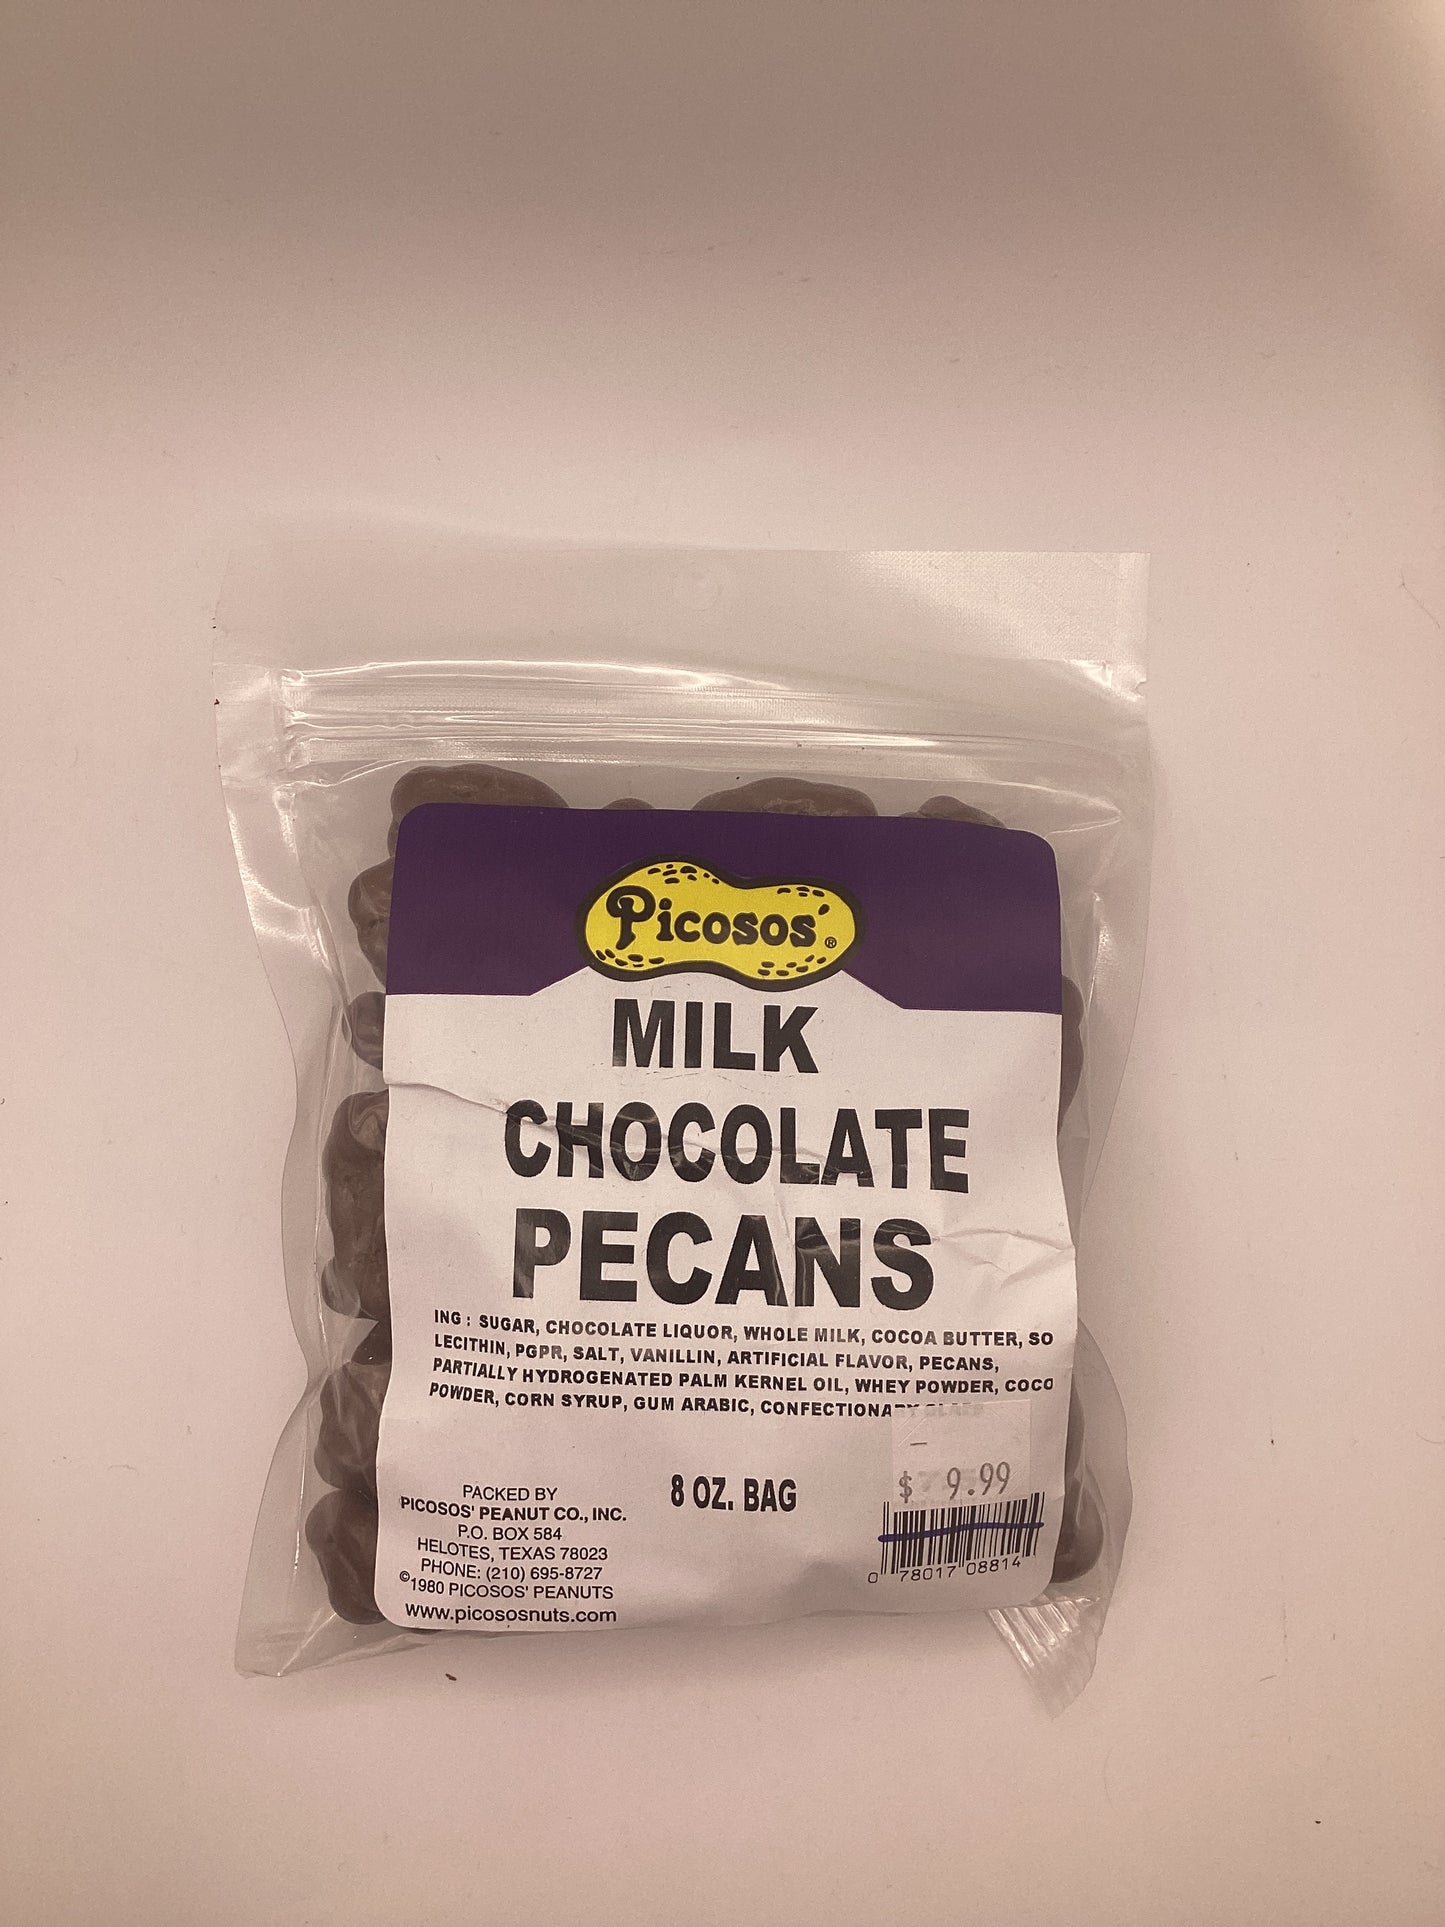 Picosos' ®
MILK
CHOCOLATE
PECANS
ING : SUGAR, CHOCOLATE LIQUOR, WHOLE MILK, COCOA BUTTER, SO
LECITHIN, PGPR, SALT, VANILLIN, ARTIFICIAL FLAVOR, PECANS,
PARTIALLY HYDROGENATED PALM KERNEL OIL, WHEY POWDER, COCO
POWDER, CORN SYRUP, GUM ARABIC, CONFECTIONARY
$ 9.99
8 OZ. BAG
PACKED BY
PICOSOS' PEANUT CO., INC.
P.O. BOX 584
HELOTES, TEXAS 78023
PHONE: (210) 695-8727
©1980 PICOSOS' PEANUTS
www.picososnuts.com
0 78017 08814